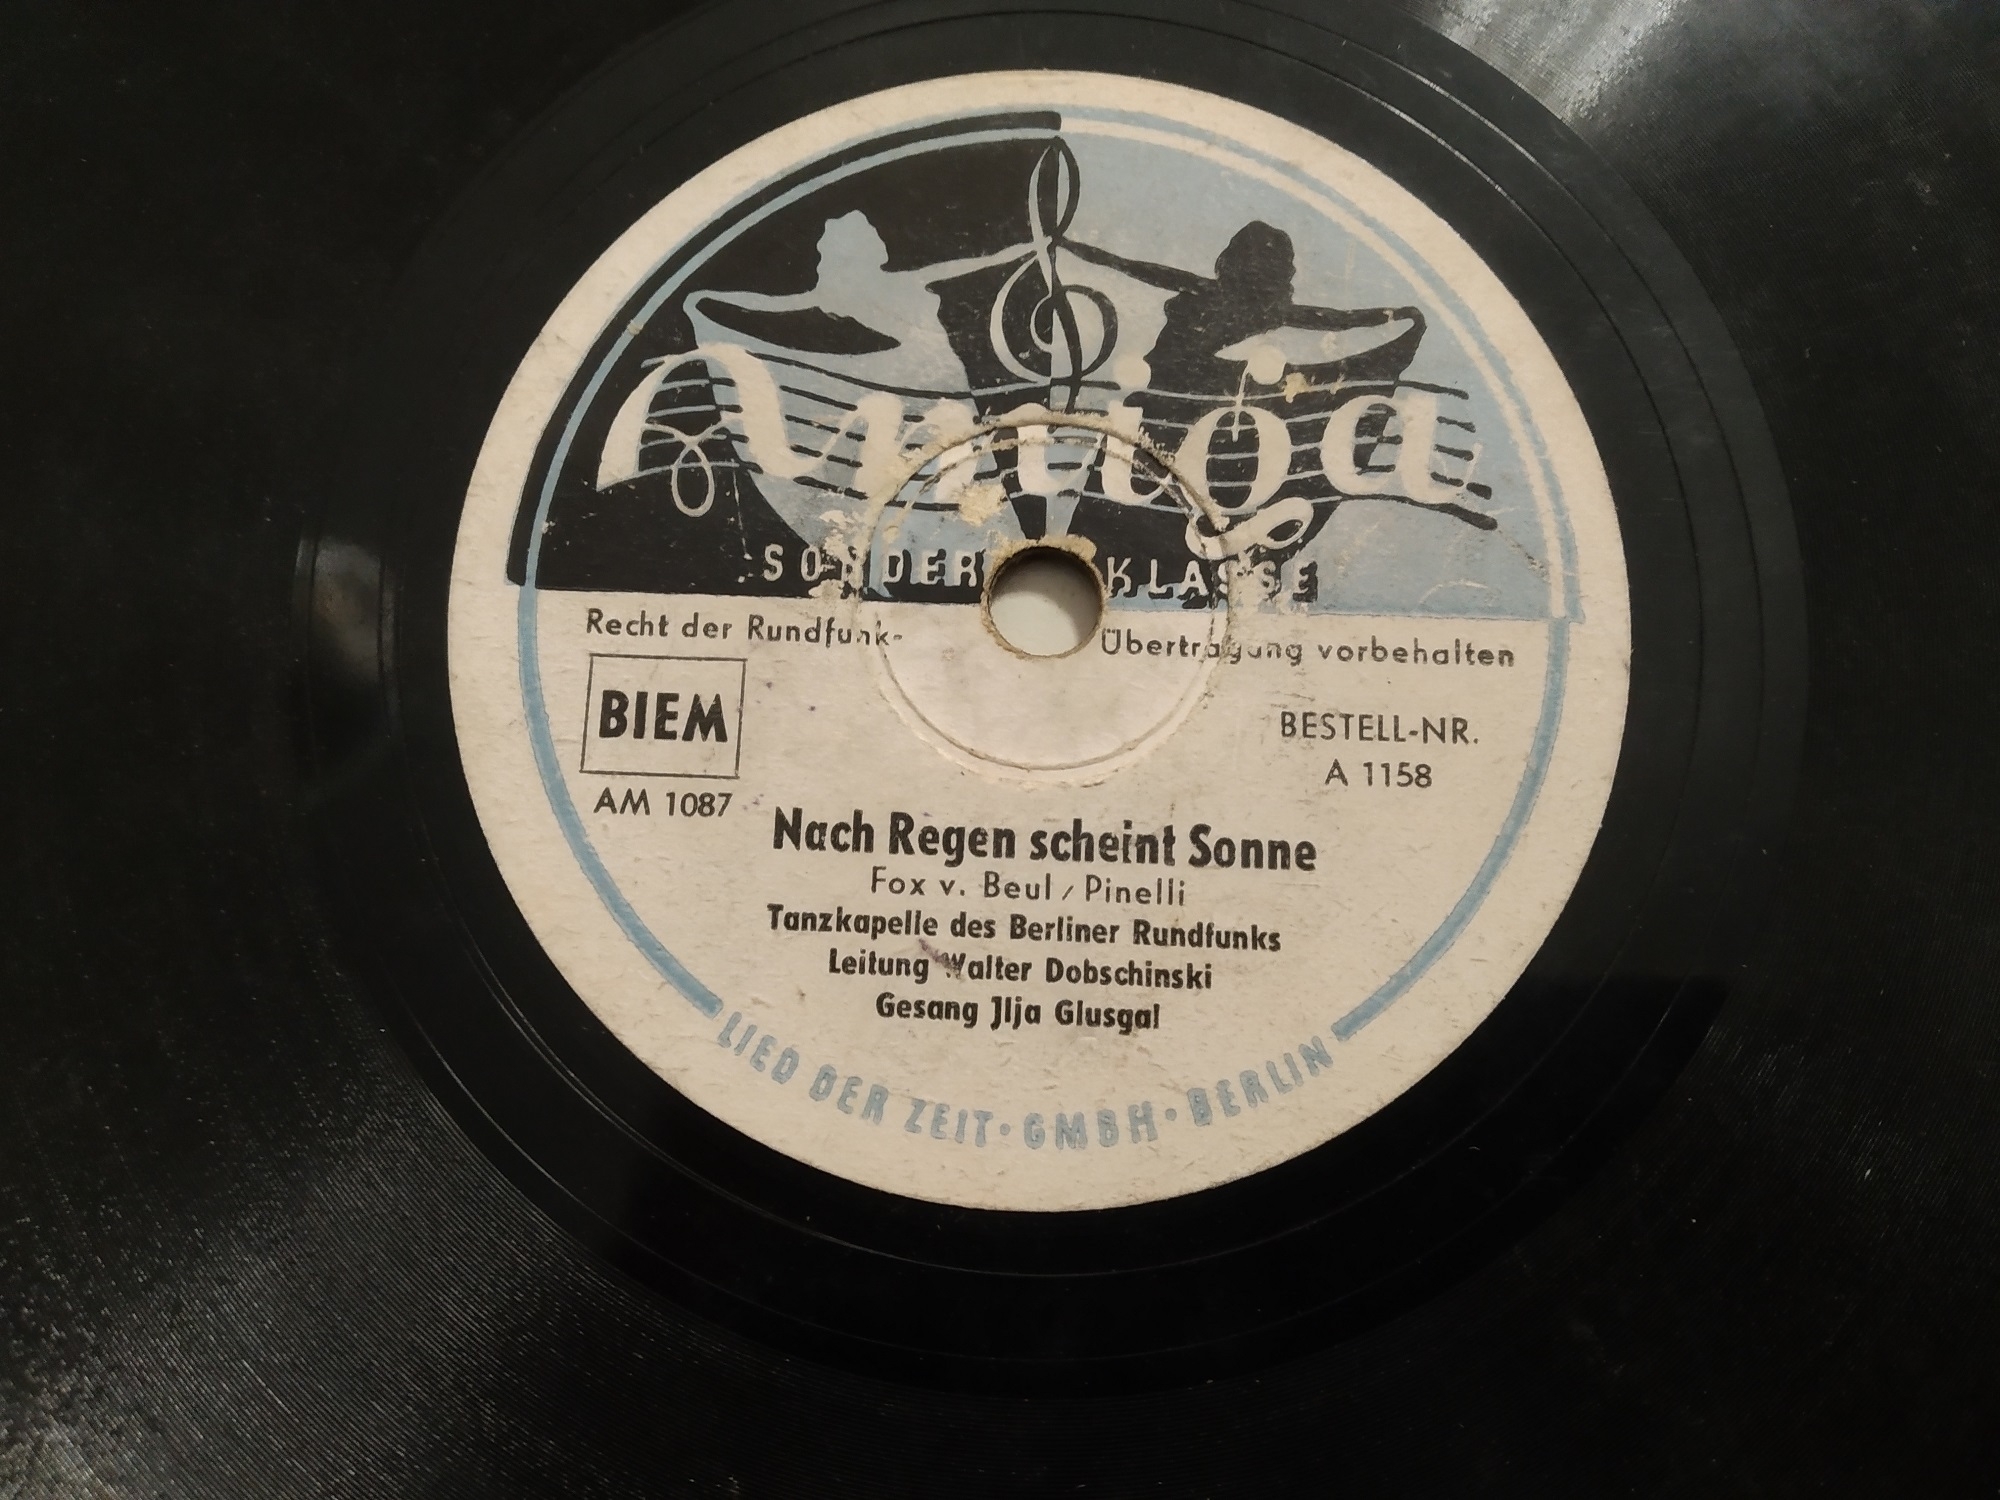 Amiga
SONDER KLASSE
Recht der Rundfunk- Übertragung vorbehalten
BIEM
BESTELL-NR.
A 1158
AM 1087
Nach Regen scheint Sonne
Fox v. Beul / Pinelli
Tanzkapelle des Berliner Rundfunks
Leitung Walter Dobschinski
Gesang Jlja Glusgal
LIED DER ZEIT · GMBH · BERLIN